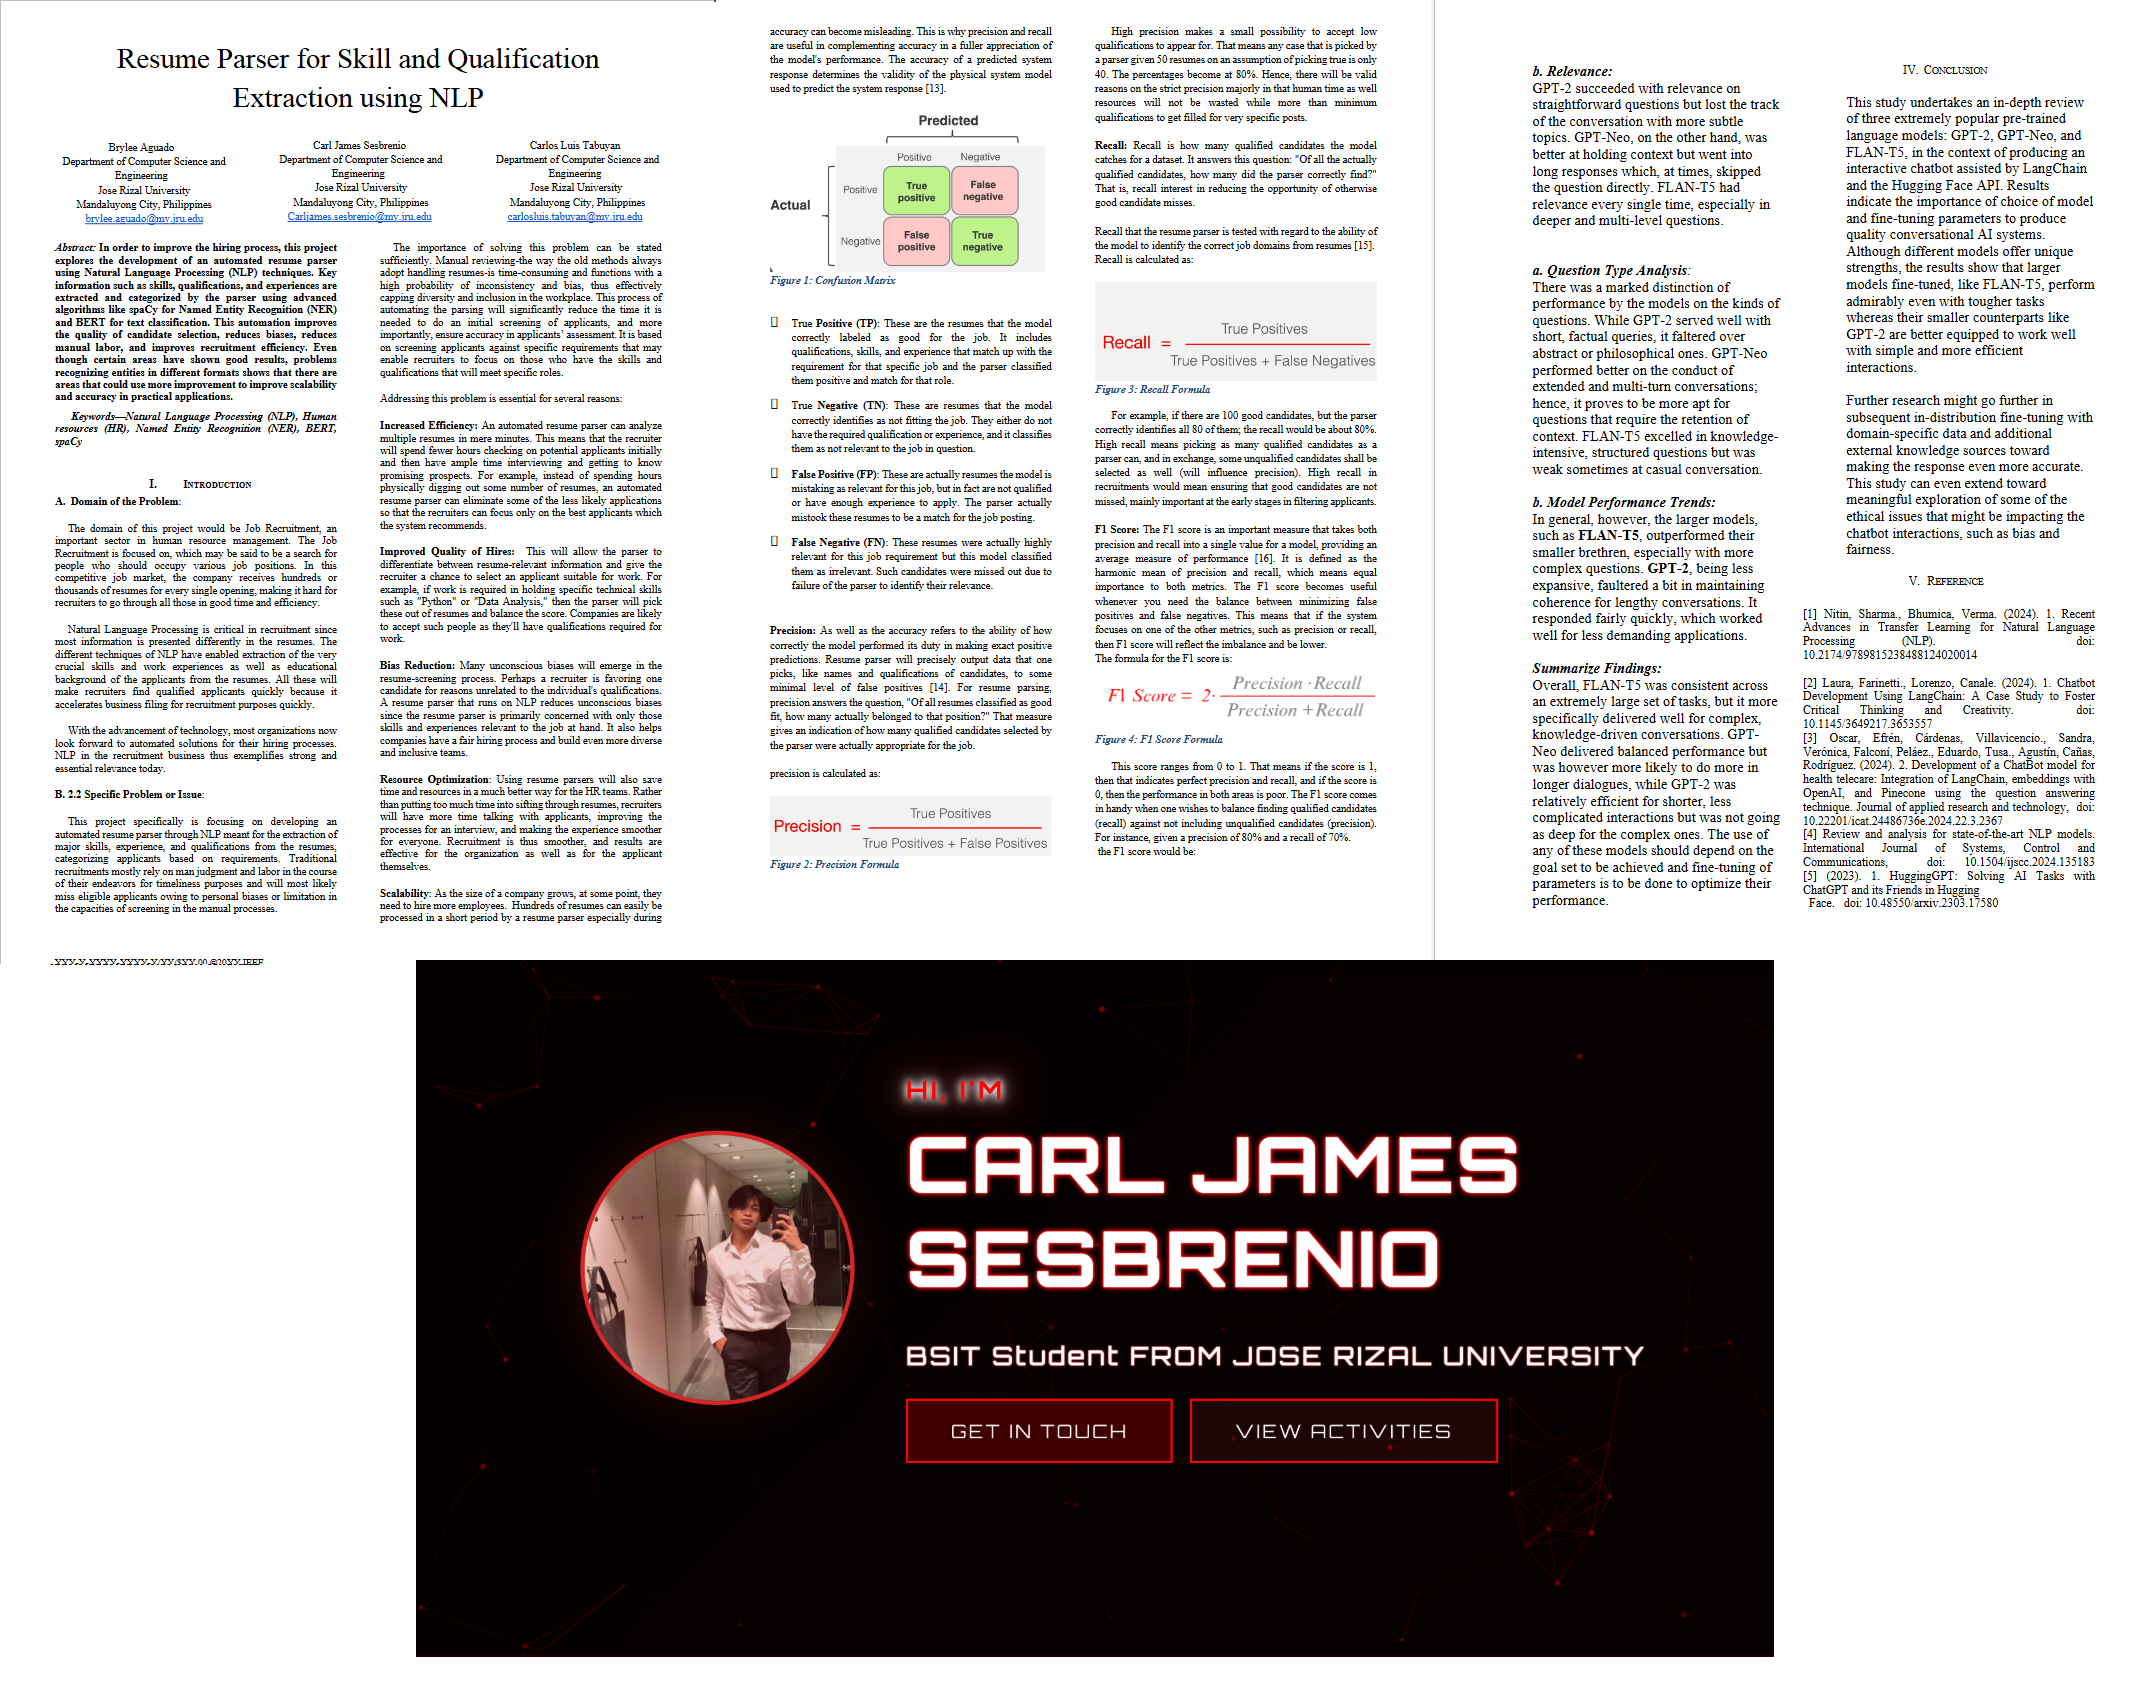 Resume Parser for Skill and Qualification
Extraction using NLP
Brylee Aguado
Department of Computer Science and
Engineering
Jose Rizal University
Mandaluyong City, Philippines
brylee.aguado@my.jru.edu
Carl James Sesbrenio
Department of Computer Science and
Engineering
Jose Rizal University
Mandaluyong City, Philippines
Carljames.sesbrenio@my.jru.edu
Carlos Luis Tabuyan
Department of Computer Science and
Engineering
Jose Rizal University
Mandaluyong City, Philippines
carlosluis.tabuyan@my.jru.edu
Abstract: In order to improve the hiring process, this project
explores the development of an automated resume parser
using Natural Language Processing (NLP) techniques. Key
information such as skills, qualifications, and experiences are
extracted and categorized by the parser using advanced
algorithms like spaCy for Named Entity Recognition (NER)
and BERT for text classification. This automation improves
the quality of candidate selection, reduces biases, reduces
manual labor, and improves recruitment efficiency. Even
though certain areas have shown good results, problems
recognizing entities in different formats shows that there are
areas that could use more improvement to improve scalability
and accuracy in practical applications.
Keywords—Natural Language Processing (NLP), Human
resources (HR), Named Entity Recognition (NER), BERT,
spaCy
I. INTRODUCTION
A. Domain of the Problem:
The domain of this project would be Job Recruitment, an
important sector in human resource management. The Job
Recruitment is focused on, which may be said to be a search for
people who should occupy various job positions. In this
competitive job market, the company receives hundreds or
thousands of resumes for every single opening, making it hard for
recruiters to go through all those in good time and efficiency.
Natural Language Processing is critical in recruitment since
most information is presented differently in the resumes. The
different techniques of NLP have enabled extraction of the very
crucial skills and work experiences as well as educational
background of the applicants from the resumes. All these will
make recruiters find qualified applicants quickly because it
accelerates business filing for recruitment purposes quickly.
With the advancement of technology, most organizations now
look forward to automated solutions for their hiring processes.
NLP in the recruitment business thus exemplifies strong and
essential relevance today.
B. 2.2 Specific Problem or Issue:
This project specifically is focusing on developing an
automated resume parser through NLP meant for the extraction of
major skills, experience, and qualifications from the resumes,
categorizing applicants based on requirements. Traditional
recruitments mostly rely on man judgment and labor in the course
of their endeavors for timeliness purposes and will most likely
miss eligible applicants owing to personal biases or limitation in
the capacities of screening in the manual processes.
The importance of solving this problem can be stated
sufficiently. Manual reviewing-the way the old methods always
adopt handling resumes-is time-consuming and functions with a
high probability of inconsistency and bias, thus effectively
capping diversity and inclusion in the workplace. This process of
automating the parsing will significantly reduce the time it is
needed to do an initial screening of applicants, and more
importantly, ensure accuracy in applicants' assessment. It is based
on screening applicants against specific requirements that may
enable recruiters to focus on those who have the skills and
qualifications that will meet specific roles.
Addressing this problem is essential for several reasons:
Increased Efficiency: An automated resume parser can analyze
multiple resumes in mere minutes. This means that the recruiter
will spend fewer hours checking on potential applicants initially
and then have ample time interviewing and getting to know
promising prospects. For example, instead of spending hours
physically digging out some number of resumes, an automated
resume parser can eliminate some of the less likely applications
so that the recruiters can focus only on the best applicants which
the system recommends.
Improved Quality of Hires: This will allow the parser to
differentiate between resume-relevant information and give the
recruiter a chance to select an applicant suitable for work. For
example, if work is required in holding specific technical skills
such as "Python" or "Data Analysis," then the parser will pick
these out of resumes and balance the score. Companies are likely
to accept such people as they'll have qualifications required for
work.
Bias Reduction: Many unconscious biases will emerge in the
resume-screening process. Perhaps a recruiter is favoring one
candidate for reasons unrelated to the individual's qualifications.
A resume parser that runs on NLP reduces unconscious biases
since the resume parser is primarily concerned with only those
skills and experiences relevant to the job at hand. It also helps
companies have a fair hiring process and build even more diverse
and inclusive teams.
Resource Optimization: Using resume parsers will also save
time and resources in a much better way for the HR teams. Rather
than putting too much time into sifting through resumes, recruiters
will have more time talking with applicants, improving the
processes for an interview, and making the experience smoother
for everyone. Recruitment is thus smoother, and results are
effective for the organization as well as for the applicant
themselves.
Scalability: As the size of a company grows, at some point, they
need to hire more employees. Hundreds of resumes can easily be
processed in a short period by a resume parser especially during
accuracy can become misleading. This is why precision and recall
are useful in complementing accuracy in a fuller appreciation of
the model's performance. The accuracy of a predicted system
response determines the validity of the physical system model
used to predict the system response [13].
Predicted
Positive Negative
Actual
Positive
True
positive
False
negative
Negative
False
positive
True
negative
Figure 1: Confusion Matrix
True Positive (TP): These are the resumes that the model
correctly labeled as good for the job. It includes
qualifications, skills, and experience that match up with the
requirement for that specific job and the parser classified
them positive and match for that role.
True Negative (TN): These are resumes that the model
correctly identifies as not fitting the job. They either do not
have the required qualification or experience, and it classifies
them as not relevant to the job in question.
False Positive (FP): These are actually resumes the model is
mistaking as relevant for this job, but in fact are not qualified
or have enough experience to apply. The parser actually
mistook these resumes to be a match for the job posting.
False Negative (FN): These resumes were actually highly
relevant for this job requirement but this model classified
them as irrelevant. Such candidates were missed out due to
failure of the parser to identify their relevance.
Precision: As well as the accuracy refers to the ability of how
correctly the model performed its duty in making exact positive
predictions. Resume parser will precisely output data that one
picks, like names and qualifications of candidates, to some
minimal level of false positives [14]. For resume parsing,
precision answers the question, "Of all resumes classified as good
fit, how many actually belonged to that position?" That measure
gives an indication of how many qualified candidates selected by
the parser were actually appropriate for the job.
precision is calculated as:
True Positives
Precision =
True Positives + False Positives
Figure 2: Precision Formula
High precision makes a small possibility to accept low
qualifications to appear for. That means any case that is picked by
a parser given 50 resumes on an assumption of picking true is only
40. The percentages become at 80%. Hence, there will be valid
reasons on the strict precision majorly in that human time as well
resources will not be wasted while more than minimum
qualifications to get filled for very specific posts.
Recall: Recall is how many qualified candidates the model
catches for a dataset. It answers this question: "Of all the actually
qualified candidates, how many did the parser correctly find?"
That is, recall interest in reducing the opportunity of otherwise
good candidate misses.
Recall that the resume parser is tested with regard to the ability of
the model to identify the correct job domains from resumes [15].
Recall is calculated as:
True Positives
Recall =
True Positives + False Negatives
Figure 3: Recall Formula
For example, if there are 100 good candidates, but the parser
correctly identifies all 80 of them; the recall would be about 80%.
High recall means picking as many qualified candidates as a
parser can, and in exchange, some unqualified candidates shall be
selected as well (will influence precision). High recall in
recruitments would mean ensuring that good candidates are not
missed, mainly important at the early stages in filtering applicants.
F1 Score: The F1 score is an important measure that takes both
precision and recall into a single value for a model, providing an
average measure of performance [16]. It is defined as the
harmonic mean of precision and recall, which means equal
importance to both metrics. The F1 score becomes useful
whenever you need the balance between minimizing false
positives and false negatives. This means that if the system
focuses on one of the other metrics, such as precision or recall,
then F1 score will reflect the imbalance and be lower.
The formula for the F1 score is:
F1 Score = 2· Precision · Recall
Precision + Recall
Figure 4: F1 Score Formula
This score ranges from 0 to 1. That means if the score is 1,
then that indicates perfect precision and recall, and if the score is
0, then the performance in both areas is poor. The F1 score comes
in handy when one wishes to balance finding qualified candidates
(recall) against not including unqualified candidates (precision).
For instance, given a precision of 80% and a recall of 70%.
the F1 score would be:
b. Relevance:
GPT-2 succeeded with relevance on
straightforward questions but lost the track
of the conversation with more subtle
topics. GPT-Neo, on the other hand, was
better at holding context but went into
long responses which, at times, skipped
the question directly. FLAN-T5 had
relevance every single time, especially in
deeper and multi-level questions.
a. Question Type Analysis:
There was a marked distinction of
performance by the models on the kinds of
questions. While GPT-2 served well with
short, factual queries, it faltered over
abstract or philosophical ones. GPT-Neo
performed better on the conduct of
extended and multi-turn conversations;
hence, it proves to be more apt for
questions that require the retention of
context. FLAN-T5 excelled in knowledge-
intensive, structured questions but was
weak sometimes at casual conversation.
b. Model Performance Trends:
In general, however, the larger models,
such as FLAN-T5, outperformed their
smaller brethren, especially with more
complex questions. GPT-2, being less
expansive, faultered a bit in maintaining
coherence for lengthy conversations. It
responded fairly quickly, which worked
well for less demanding applications.
Summarize Findings:
Overall, FLAN-T5 was consistent across
an extremely large set of tasks, but it more
specifically delivered well for complex,
knowledge-driven conversations. GPT-
Neo delivered balanced performance but
was however more likely to do more in
longer dialogues, while GPT-2 was
relatively efficient for shorter, less
complicated interactions but was not going
as deep for the complex ones. The use of
any of these models should depend on the
goal set to be achieved and fine-tuning of
parameters is to be done to optimize their
performance.
IV. CONCLUSION
This study undertakes an in-depth review
of three extremely popular pre-trained
language models: GPT-2, GPT-Neo, and
FLAN-T5, in the context of producing an
interactive chatbot assisted by LangChain
and the Hugging Face API. Results
indicate the importance of choice of model
and fine-tuning parameters to produce
quality conversational AI systems.
Although different models offer unique
strengths, the results show that larger
models fine-tuned, like FLAN-T5, perform
admirably even with tougher tasks
whereas their smaller counterparts like
GPT-2 are better equipped to work well
with simple and more efficient
interactions.
Further research might go further in
subsequent in-distribution fine-tuning with
domain-specific data and additional
external knowledge sources toward
making the response even more accurate.
This study can even extend toward
meaningful exploration of some of the
ethical issues that might be impacting the
chatbot interactions, such as bias and
fairness.
V. REFERENCE
[1] Nitin, Sharma., Bhumica, Verma. (2024). 1. Recent
Advances in Transfer Learning for Natural Language
Processing (NLP). doi:
10.2174/9789815238488124020014
[2] Laura, Farinetti., Lorenzo, Canale. (2024). 1. Chatbot
Development Using LangChain: A Case Study to Foster
Critical Thinking and Creativity. doi:
10.1145/3649217.3653557
[3] Oscar, Efrén, Cárdenas, Villavicencio., Sandra,
Verónica, Falconí, Peláez., Eduardo, Tusa., Agustín, Cañas,
Rodríguez. (2024). 2. Development of a ChatBot model for
health telecare: Integration of LangChain, embeddings with
OpenAI, and Pinecone using the question answering
technique. Journal of applied research and technology, doi:
10.22201/icat.24486736e.2024.22.3.2367
[4] Review and analysis for state-of-the-art NLP models.
International Journal of Systems, Control and
Communications, doi: 10.1504/ijscc.2024.135183
[5] (2023). 1. HuggingGPT: Solving AI Tasks with
ChatGPT and its Friends in Hugging
Face. doi: 10.48550/arxiv.2303.17580
HI, I'M
CARL JAMES
SESBRENIO
BSIT Student FROM JOSE RIZAL UNIVERSITY
GET IN TOUCH
VIEW ACTIVITIES